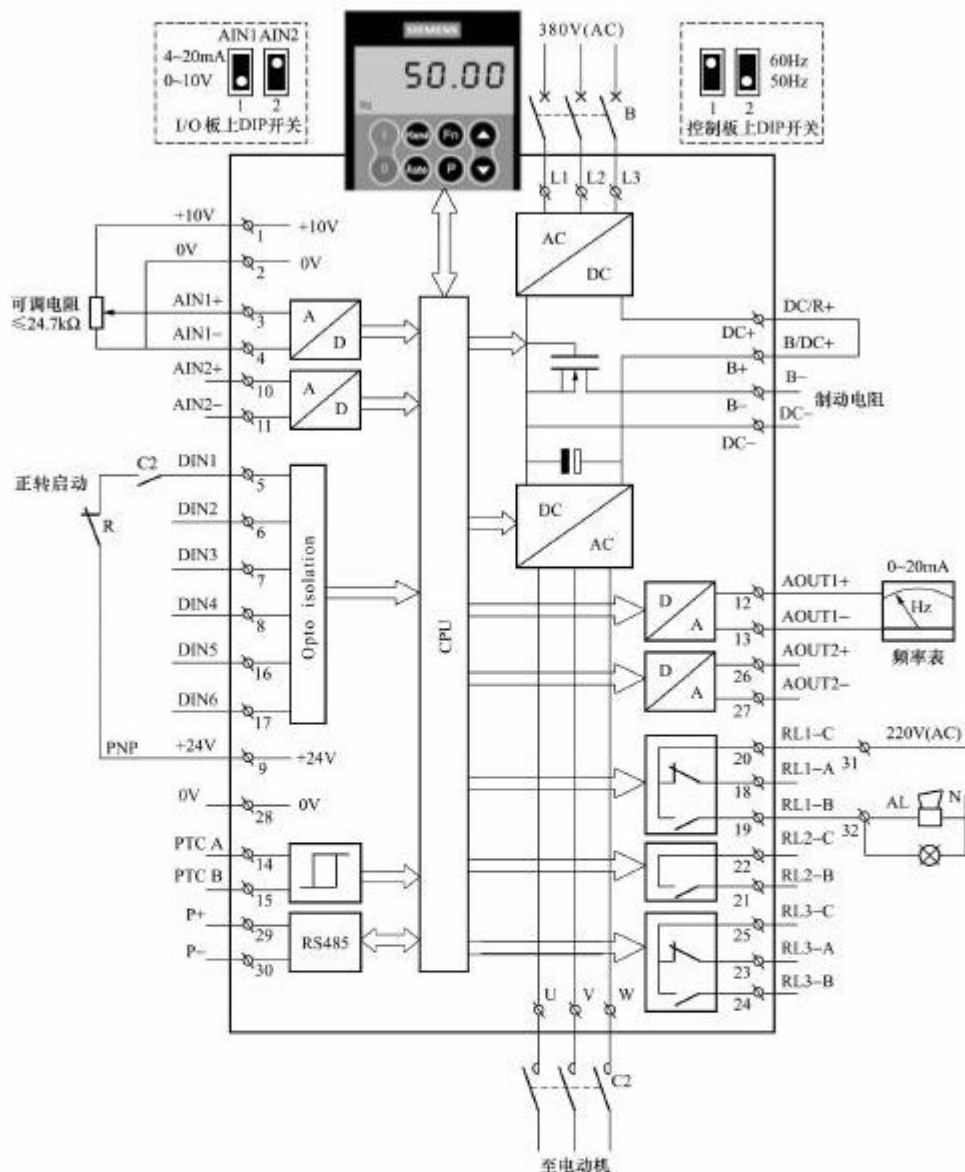 AIN1 AIN2
4~20mA
0~10V
1 2
I/O 板上DIP开关
SIEMENS
50.00
Hand Fn
0 Auto P
380V(AC)
B
L1 L2 L3
60Hz
50Hz
1 2
控制板上DIP开关
+10V
1
+10V
0V
2
0V
可调电阻
≤24.7kΩ
AIN1+
3
AIN1−
4
A
D
AIN2+
10
AIN2−
11
A
D
正转启动
C2
R
DIN1
5
DIN2
6
DIN3
7
DIN4
8
DIN5
16
DIN6
17
Opto isolation
PNP
+24V
9
+24V
0V
28
0V
PTC A
14
PTC B
15
P+
29
P−
30
RS485
CPU
AC
DC
DC/R+
DC+
B/DC+
B+
B−
B−
制动电阻
DC−
DC−
DC
AC
D
A
12
AOUT1+
13
AOUT1−
0~20mA
Hz
频率表
D
A
26
AOUT2+
27
AOUT2−
20
RL1−C
31
220V(AC)
18
RL1−A
19
RL1−B
32
AL
N
22
RL2−C
21
RL2−B
25
RL3−C
23
RL3−A
24
RL3−B
U V W
C2
至电动机